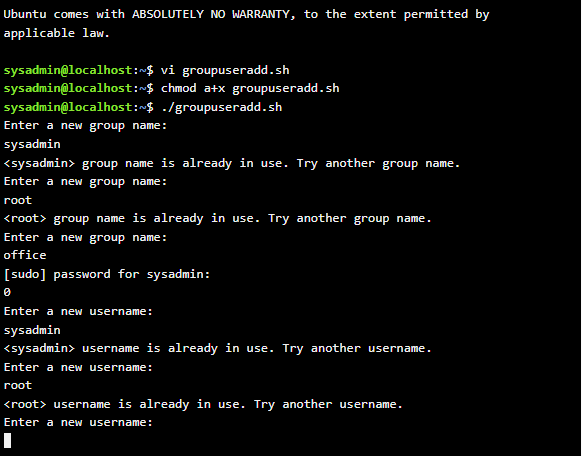 Ubuntu comes with ABSOLUTELY NO WARRANTY, to the extent permitted by
applicable law.
sysadmin@localhost:~$ vi groupuseradd.sh
sysadmin@localhost:~$ chmod a+x groupuseradd.sh
sysadmin@localhost:~$ ./groupuseradd.sh
Enter a new group name:
sysadmin
<sysadmin> group name is already in use. Try another group name.
Enter a new group name:
root
<root> group name is already in use. Try another group name.
Enter a new group name:
office
[sudo] password for sysadmin:
0
Enter a new username:
sysadmin
<sysadmin> username is already in use. Try another username.
Enter a new username:
root
<root> username is already in use. Try another username.
Enter a new username: